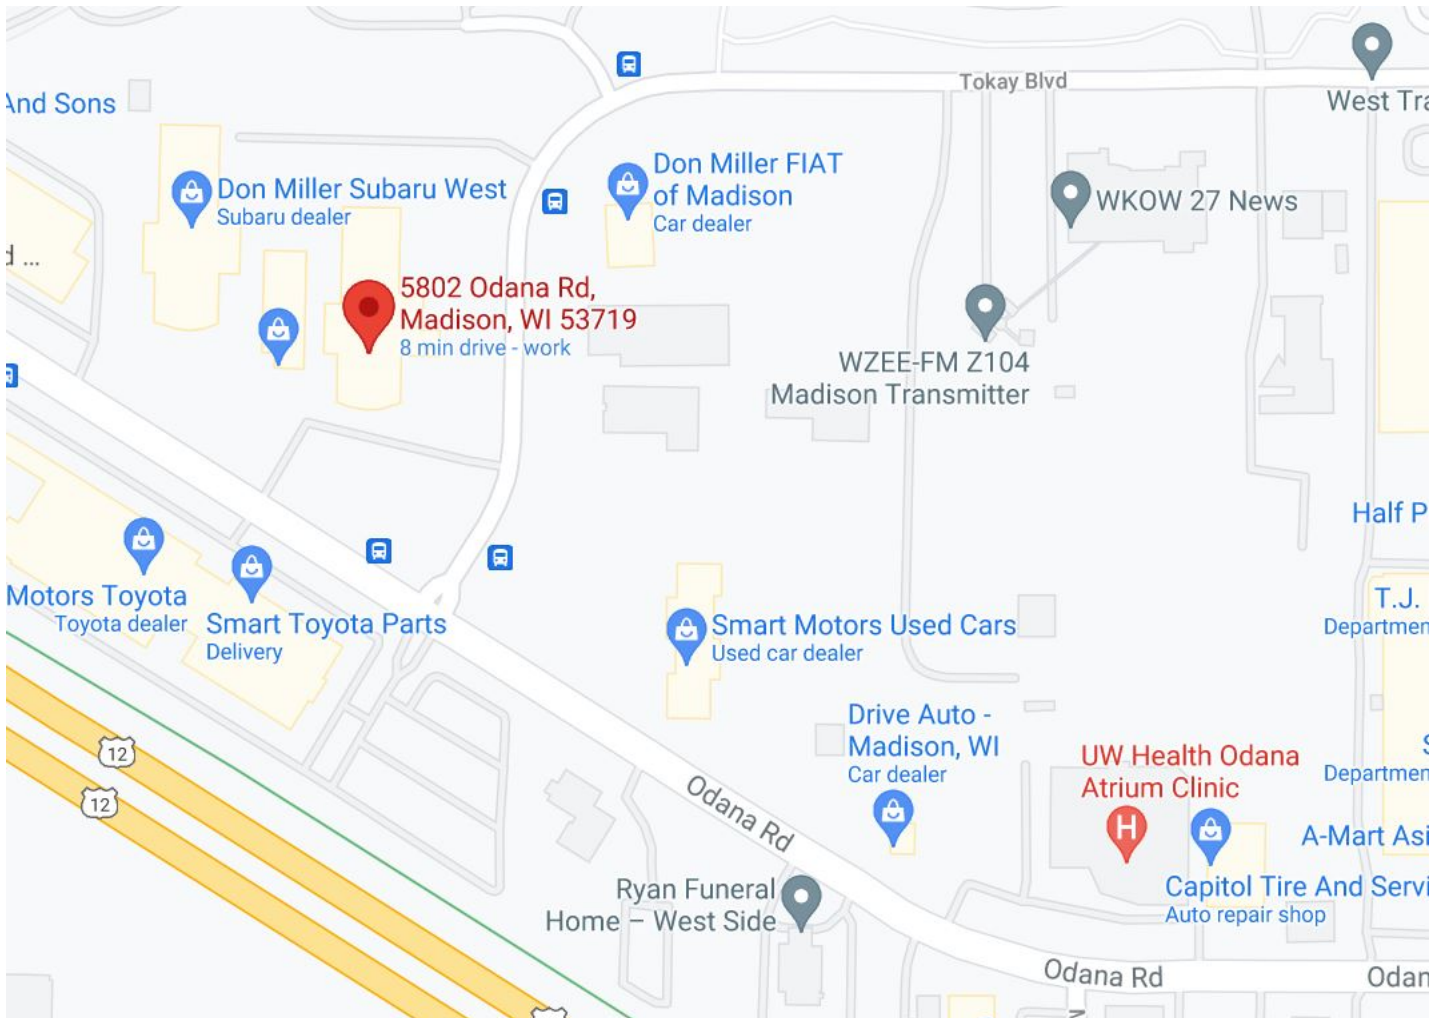 Tokay Blvd
West Tra
And Sons
Don Miller FIAT
of Madison
Car dealer
Don Miller Subaru West
Subaru dealer
WKOW 27 News
d ...
5802 Odana Rd,
Madison, WI 53719
8 min drive - work
WZEE-FM Z104
Madison Transmitter
Half P
Motors Toyota
Toyota dealer
Smart Toyota Parts
Delivery
Smart Motors Used Cars
Used car dealer
T.J.
Departmen
Drive Auto -
Madison, WI
Car dealer
12
12
UW Health Odana
Atrium Clinic
H
S
Departmen
Odana Rd
A-Mart Asi
Ryan Funeral
Home – West Side
Capitol Tire And Servi
Auto repair shop
Odana Rd
Odan